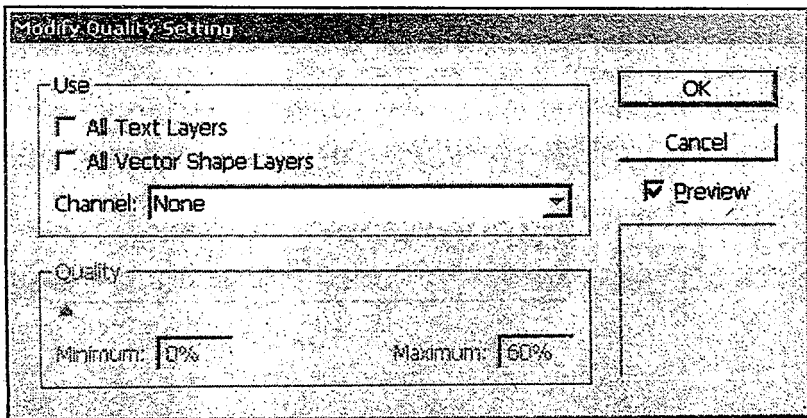 Modify Quality Setting
Use
All Text Layers
All Vector Shape Layers
Channel: None
OK
Cancel
Preview
Quality
Minimum: 0%
Maximum: 60%